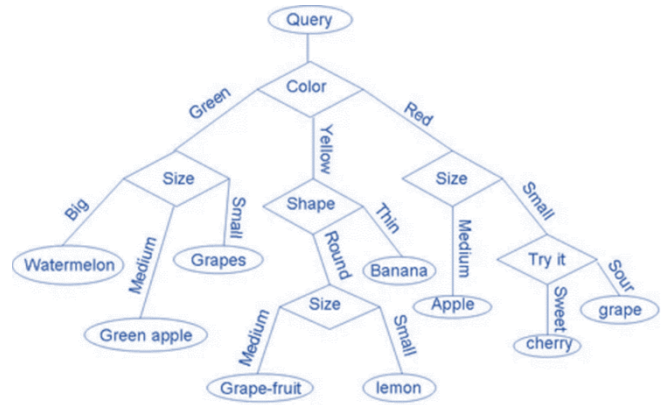 Query
Color
Green
Yellow
Red
Size
Shape
Size
Big
Medium
Small
Round
Thin
Medium
Small
Watermelon
Grapes
Banana
Try it
Green apple
Size
Apple
Sweet
Sour
Medium
Small
grape
cherry
Grape-fruit
lemon